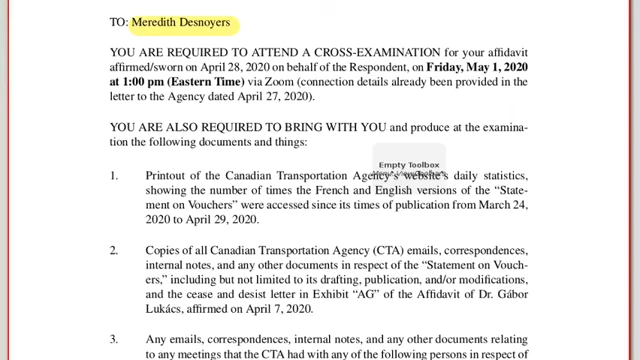 TO: Meredith Desnoyers
YOU ARE REQUIRED TO ATTEND A CROSS-EXAMINATION for your affidavit
affirmed/sworn on April 28, 2020 on behalf of the Respondent, on Friday, May 1, 2020
at 1:00 pm (Eastern Time) via Zoom (connection details already been provided in the
letter to the Agency dated April 27, 2020).
YOU ARE ALSO REQUIRED TO BRING WITH YOU and produce at the examina-
tion the following documents and things:
Empty Toolbox
1. Printout of the Canadian Transportation Agency's website's daily statistics,
showing the number of times the French and English versions of the “State-
ment on Vouchers” were accessed since its times of publication from March 24,
2020 to April 29, 2020.
2. Copies of all Canadian Transportation Agency (CTA) emails, correspondences,
internal notes, and any other documents in respect of the “Statement on Vouch-
ers,” including but not limited to its drafting, publication, and/or modifications,
and the cease and desist letter in Exhibit “AG” of the Affidavit of Dr. Gábor
Lukács, affirmed on April 7, 2020.
3. Any emails, correspondences, internal notes, and any other documents relating
to any meetings that the CTA had with any of the following persons in respect of